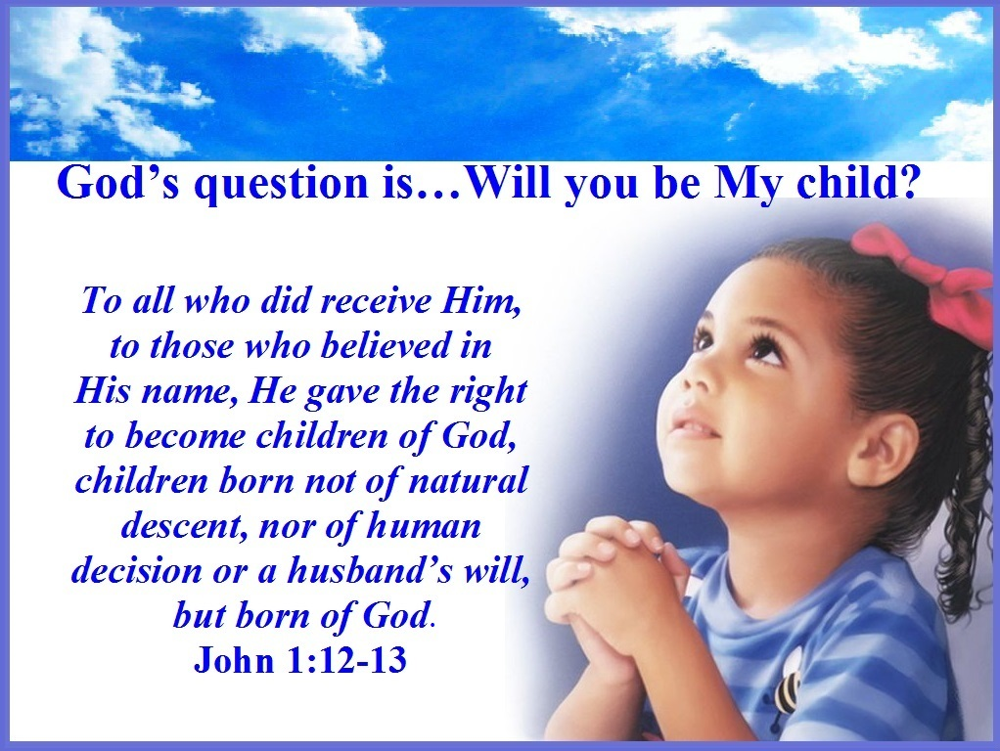 God’s question is…Will you be My child?
To all who did receive Him,
to those who believed in
His name, He gave the right
to become children of God,
children born not of natural
descent, nor of human
decision or a husband’s will,
but born of God.
John 1:12-13